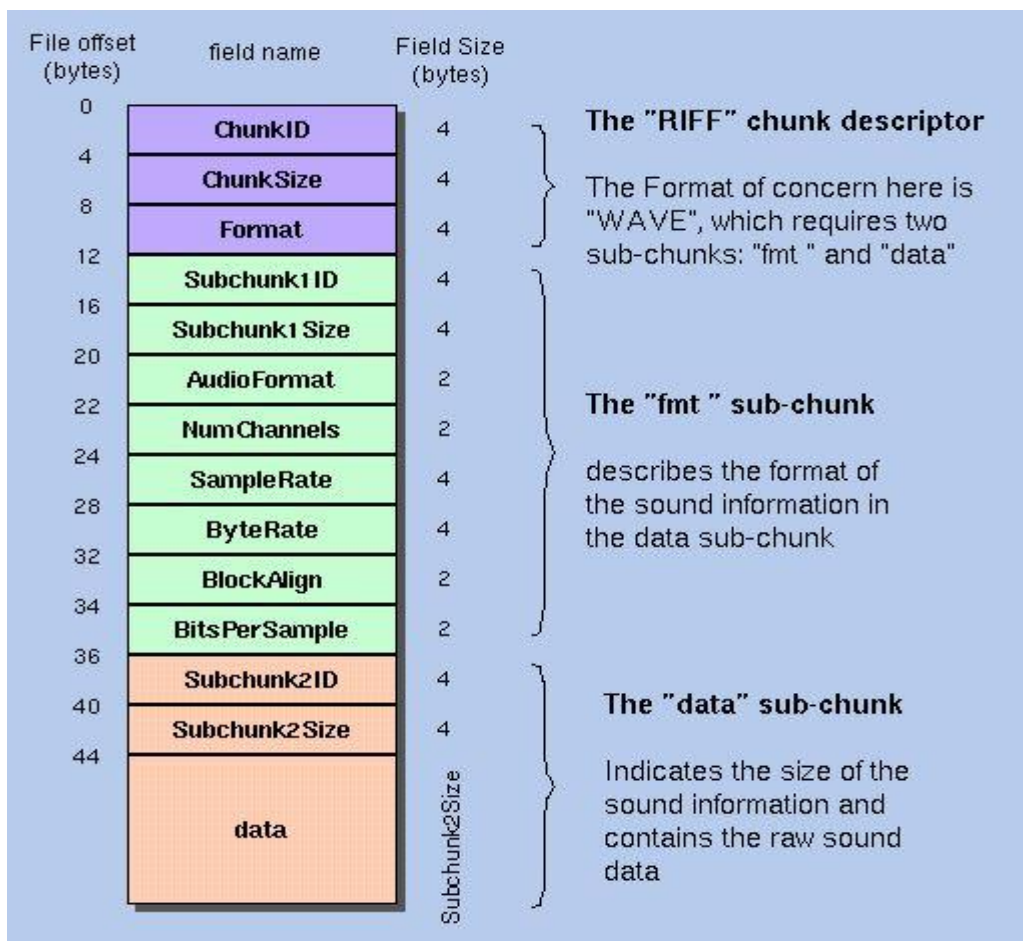 File offset
(bytes)
field name
Field Size
(bytes)
0
ChunkID
4
4
ChunkSize
4
8
Format
4
12
Subchunk1ID
4
16
Subchunk1Size
4
20
AudioFormat
2
22
NumChannels
2
24
SampleRate
4
28
ByteRate
4
32
BlockAlign
2
34
BitsPerSample
2
36
Subchunk2ID
4
40
Subchunk2Size
4
44
data
Subchunk2Size
The "RIFF" chunk descriptor
The Format of concern here is
"WAVE", which requires two
sub-chunks: "fmt " and "data"
The "fmt " sub-chunk
describes the format of
the sound information in
the data sub-chunk
The "data" sub-chunk
Indicates the size of the
sound information and
contains the raw sound
data